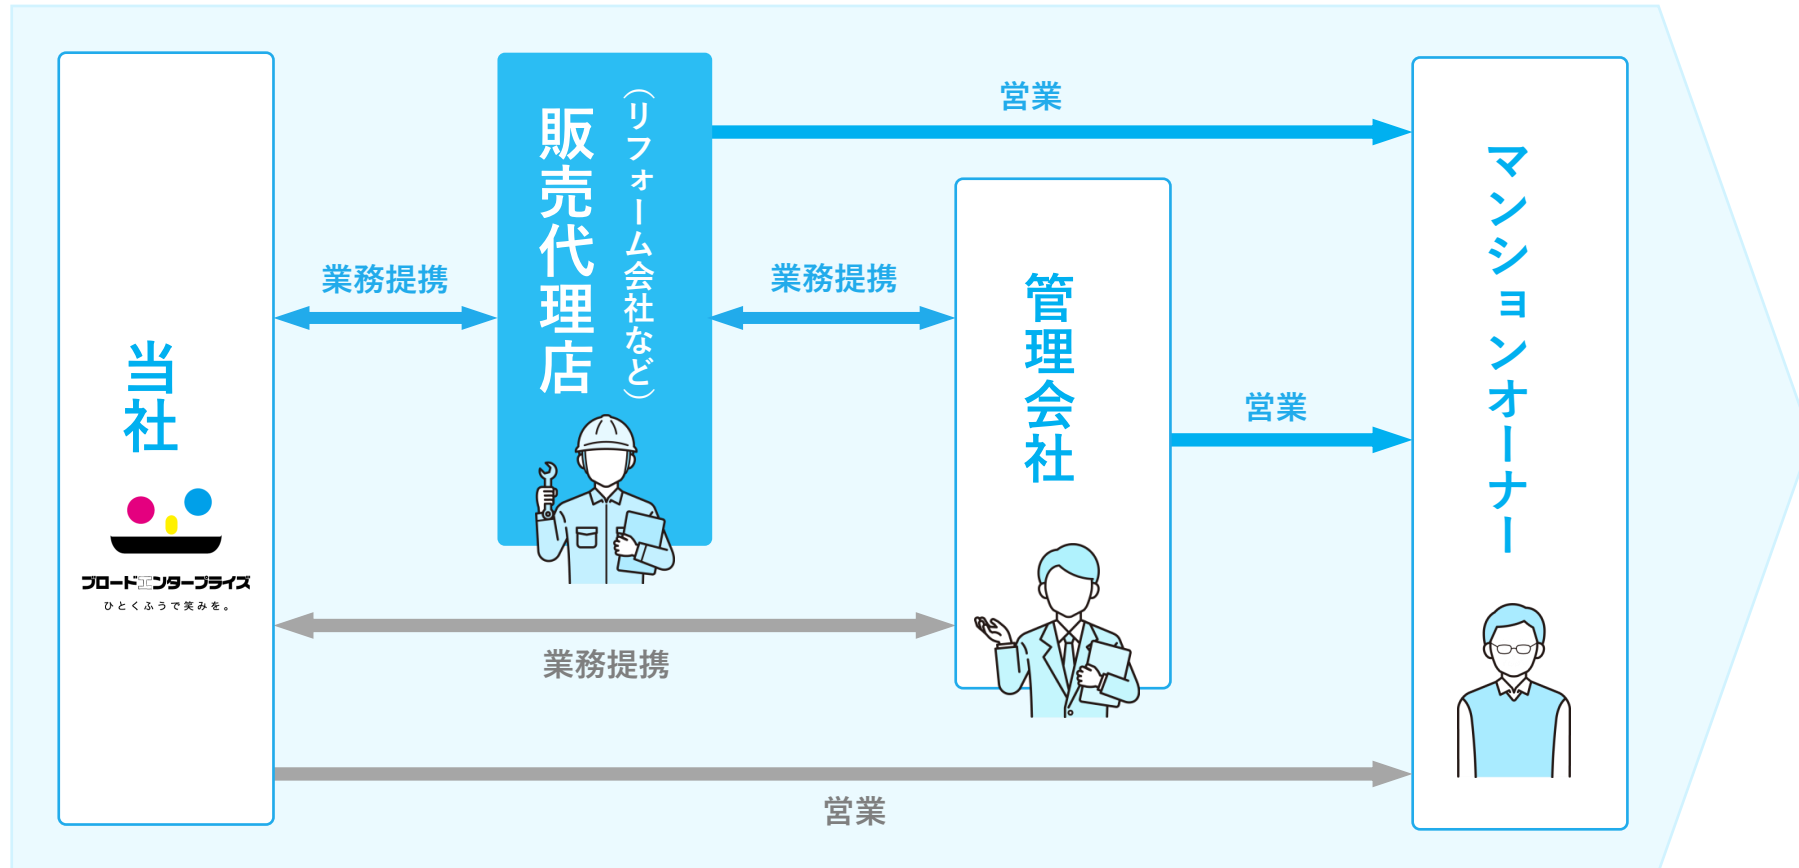 当社
ブロードエンタープライズ
ひとくふうで笑みを。
業務提携
(リフォーム会社など)
販売代理店
営業
業務提携
管理会社
営業
マンションオーナー
業務提携
営業